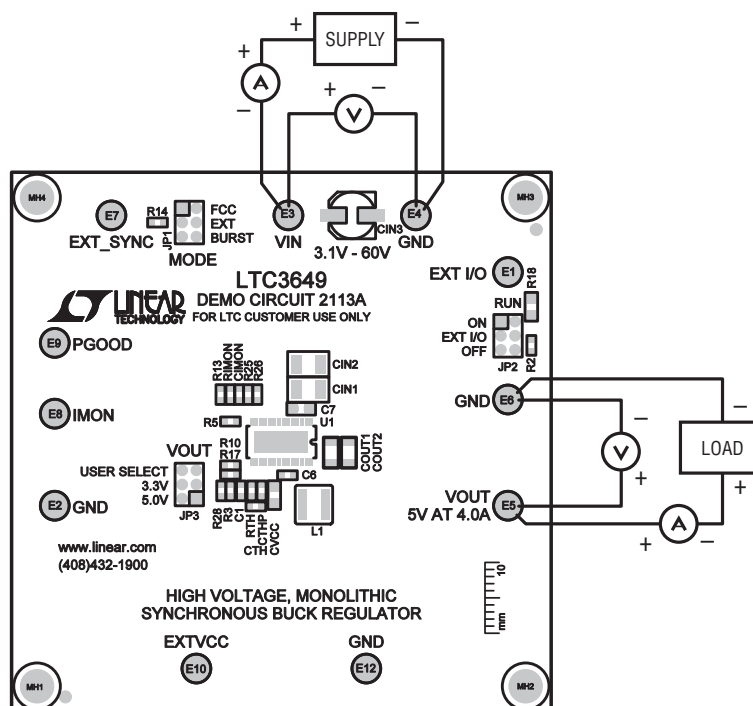 + SUPPLY –
+ A –
+ V –
MH4
MH3
E7
EXT_SYNC
R14
JP1
FCC
EXT
BURST
MODE
E3
VIN
CIN3
3.1V - 60V
E4
GND
LTC3649
DEMO CIRCUIT 2113A
FOR LTC CUSTOMER USE ONLY
LINEAR
TECHNOLOGY
EXT I/O
E1
R18
RUN
ON
EXT I/O
OFF
JP2
R2
E9
PGOOD
E8
IMON
E2
GND
R13
RIMON
CIMON
R25
R26
CIN2
CIN1
C7
U1
R5
COUT1
COUT2
VOUT
USER SELECT
3.3V
5.0V
JP3
R10
R17
C6
R28
R3
C1
RTH
CTH
CTHP
CVCC
L1
GND
E6
– V +
– LOAD +
VOUT
5V AT 4.0A
E5
+ A –
www.linear.com
(408)432-1900
10
mm
HIGH VOLTAGE, MONOLITHIC
SYNCHRONOUS BUCK REGULATOR
EXTVCC
E10
GND
E12
MH1
MH2